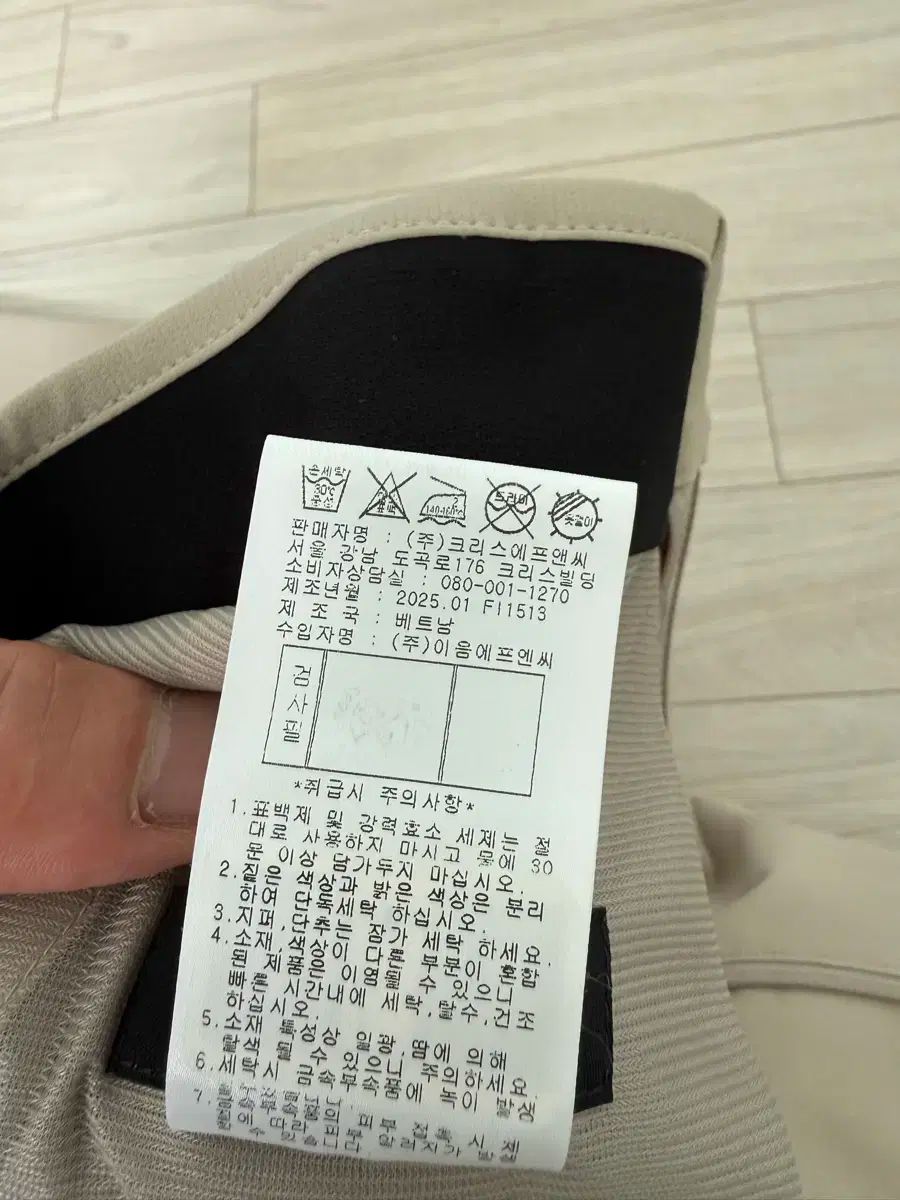 손세탁
30℃
중성
표백
2
140-160℃
드라이
옷걸이
판매자명 : (주)크리스에프앤씨
서울 강남 도곡로176 크리스빌딩
소비자상담실 : 080-001-1270
제조년월 : 2025.01 FI1513
제 조 국 : 베트남
수입자명 : (주)이음에프엔씨
검사필
*취급시 주의사항*
1.표백제 및 강력효소 세제는 절
대로 사용하지 마시고 물에 30
분 이상 담가두지 마십시오.
2.짙은 색상과 밝은 색상은 분리
하여 단독세탁 하십시오.
3.지퍼,단추는 잠가 세탁 하세요.
4.소재,색상이 다른 부분이 혼합
된 제품은 이염될 수 있으니
빠른시간내에 세탁,탈수,건조
하십시오.
5.소재 특성상 일광,땀에 의해
탈색 될수 있으니 주의하세요.
6.세탁시 금속부속품에 녹이 발생
7.